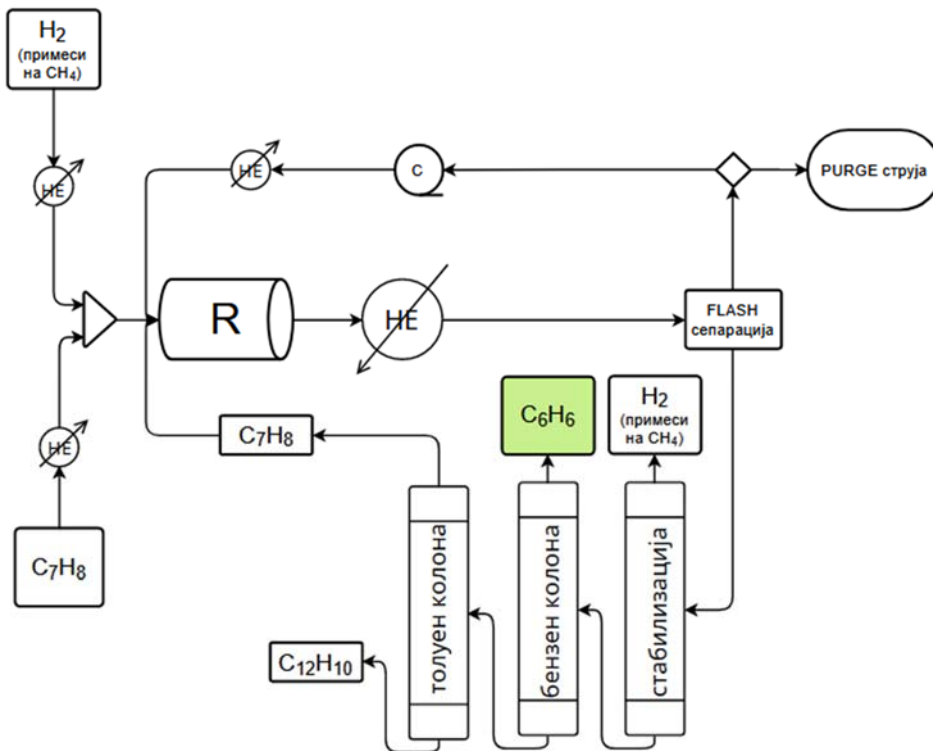 H₂
(примеси
на CH₄)
HE
HE
C
PURGE струја
R
HE
FLASH
сепарација
HE
C₇H₈
C₆H₆
H₂
(примеси
на CH₄)
C₇H₈
толуен колона
бензен колона
стабилизација
C₁₂H₁₀